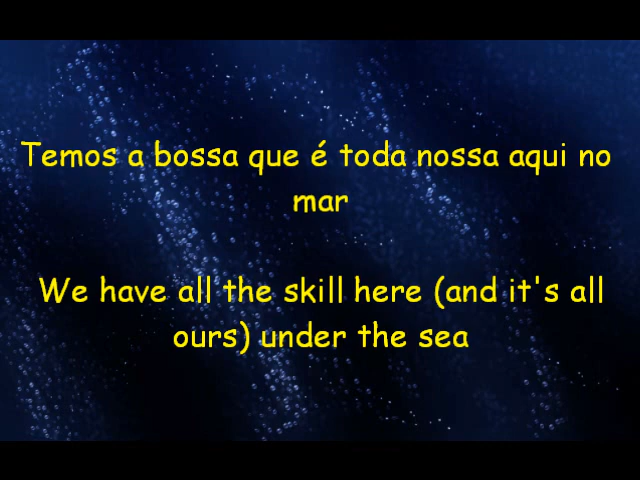 Temos a bossa que é toda nossa aqui no
mar
We have all the skill here (and it's all
ours) under the sea